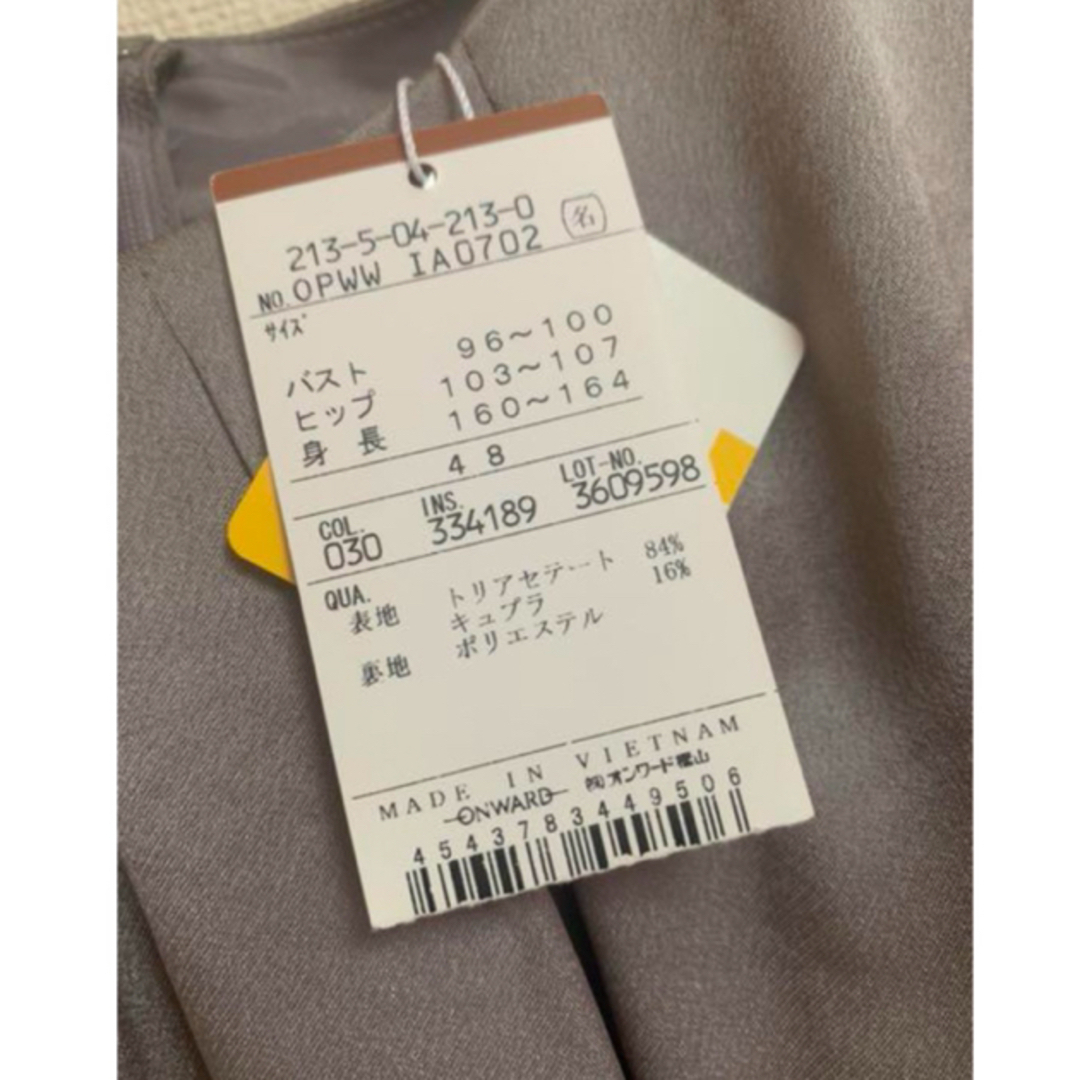 213-5-04-213-0 名
NO.OPWW IA0702
サイズ
バスト 96~100
ヒップ 103~107
身長 160~164
48
COL. INS. LOT-NO.
030 334189 3609598
QUA.
表地 トリアセテート 84%
キュプラ 16%
裏地 ポリエステル
MADE IN VIETNAM
ONWARD ㈱オンワード樫山
4543783449506